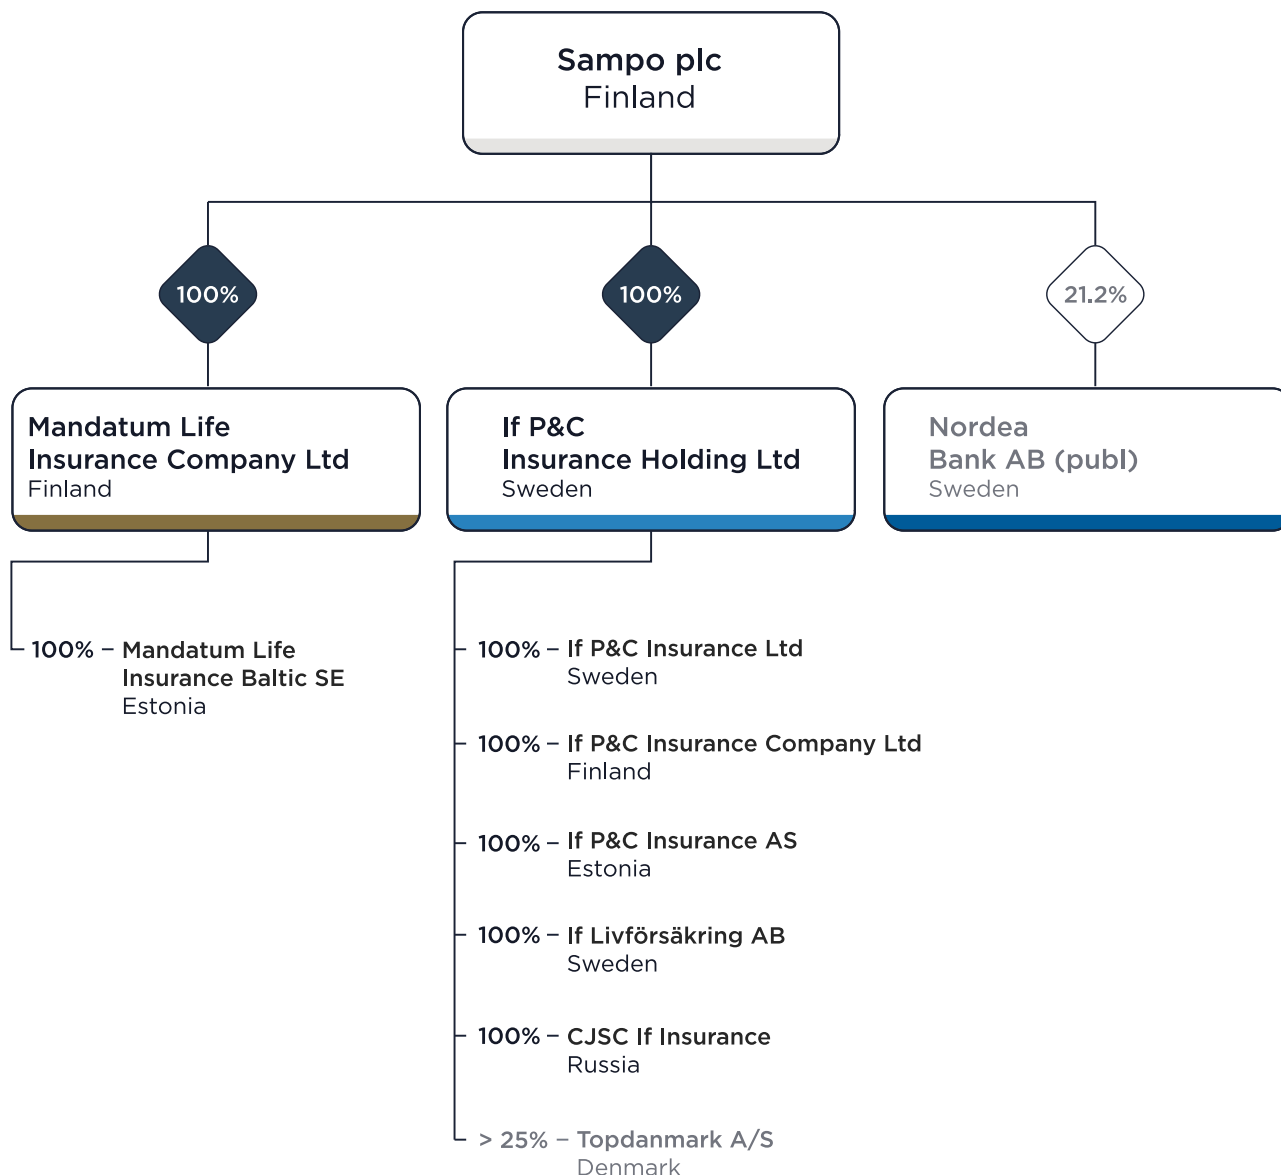 Sampo plc
Finland
100%
100%
21.2%
Mandatum Life
Insurance Company Ltd
Finland
If P&C
Insurance Holding Ltd
Sweden
Nordea
Bank AB (publ)
Sweden
100% – Mandatum Life
Insurance Baltic SE
Estonia
100% – If P&C Insurance Ltd
Sweden
100% – If P&C Insurance Company Ltd
Finland
100% – If P&C Insurance AS
Estonia
100% – If Livförsäkring AB
Sweden
100% – CJSC If Insurance
Russia
> 25% – Topdanmark A/S
Denmark